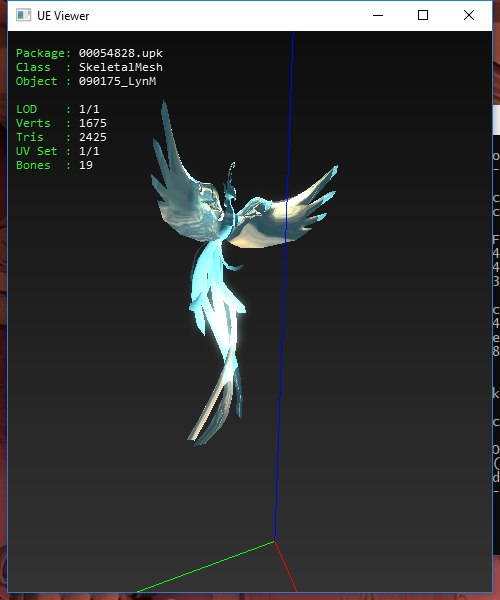 UE Viewer
Package: 00054828.upk
Class : SkeletalMesh
Object : 090175_LynM
LOD : 1/1
Verts : 1675
Tris : 2425
UV Set : 1/1
Bones : 19